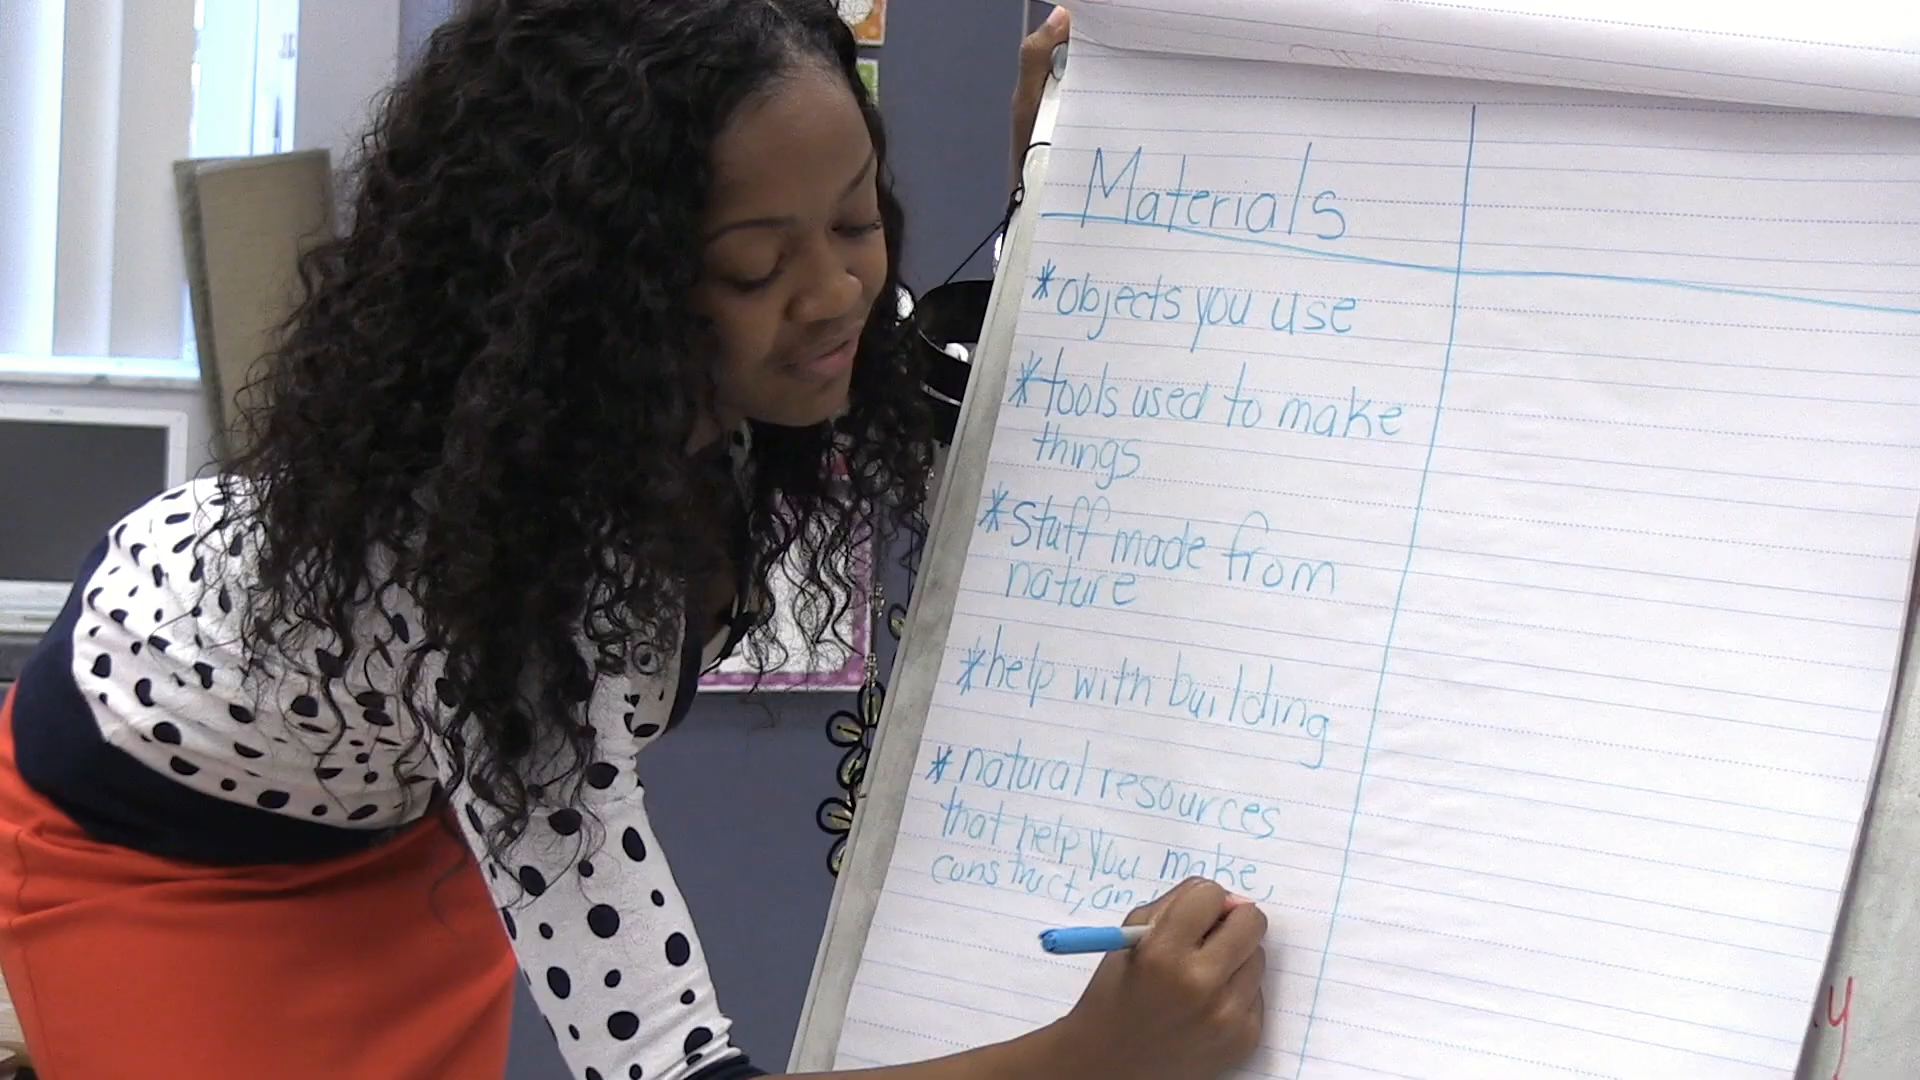 Materials
*objects you use
*tools used to make
things
*stuff made from
nature
*help with building
*natural resources
that help you make,
construct, and
y